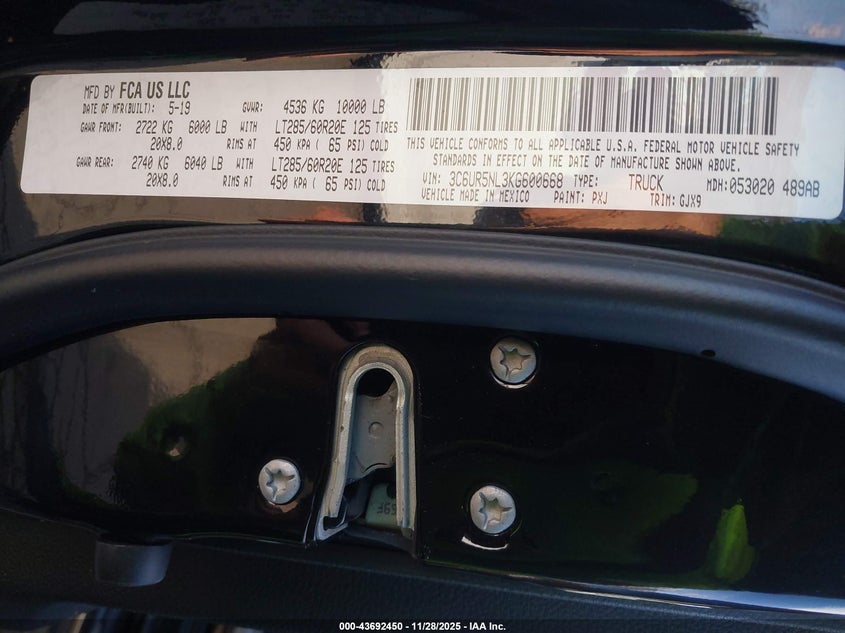 MFD BY FCA US LLC
DATE OF MFR(BUILT): 5-19 GVWR: 4536 KG 10000 LB
GAWR FRONT: 2722 KG 6000 LB WITH LT285/60R20E 125 TIRES
20X8.0 RIMS AT 450 KPA ( 65 PSI) COLD
GAWR REAR: 2740 KG 6040 LB WITH LT285/60R20E 125 TIRES
20X8.0 RIMS AT 450 KPA ( 65 PSI) COLD
THIS VEHICLE CONFORMS TO ALL APPLICABLE U.S.A. FEDERAL MOTOR VEHICLE SAFETY
STANDARDS IN EFFECT ON THE DATE OF MANUFACTURE SHOWN ABOVE.
VIN: 3C6UR5NL3KG600668 TYPE: TRUCK MDH:053020 489AB
VEHICLE MADE IN MEXICO PAINT: PXJ TRIM: GJX9
000-43692450 - 11/28/2025 - IAA Inc.